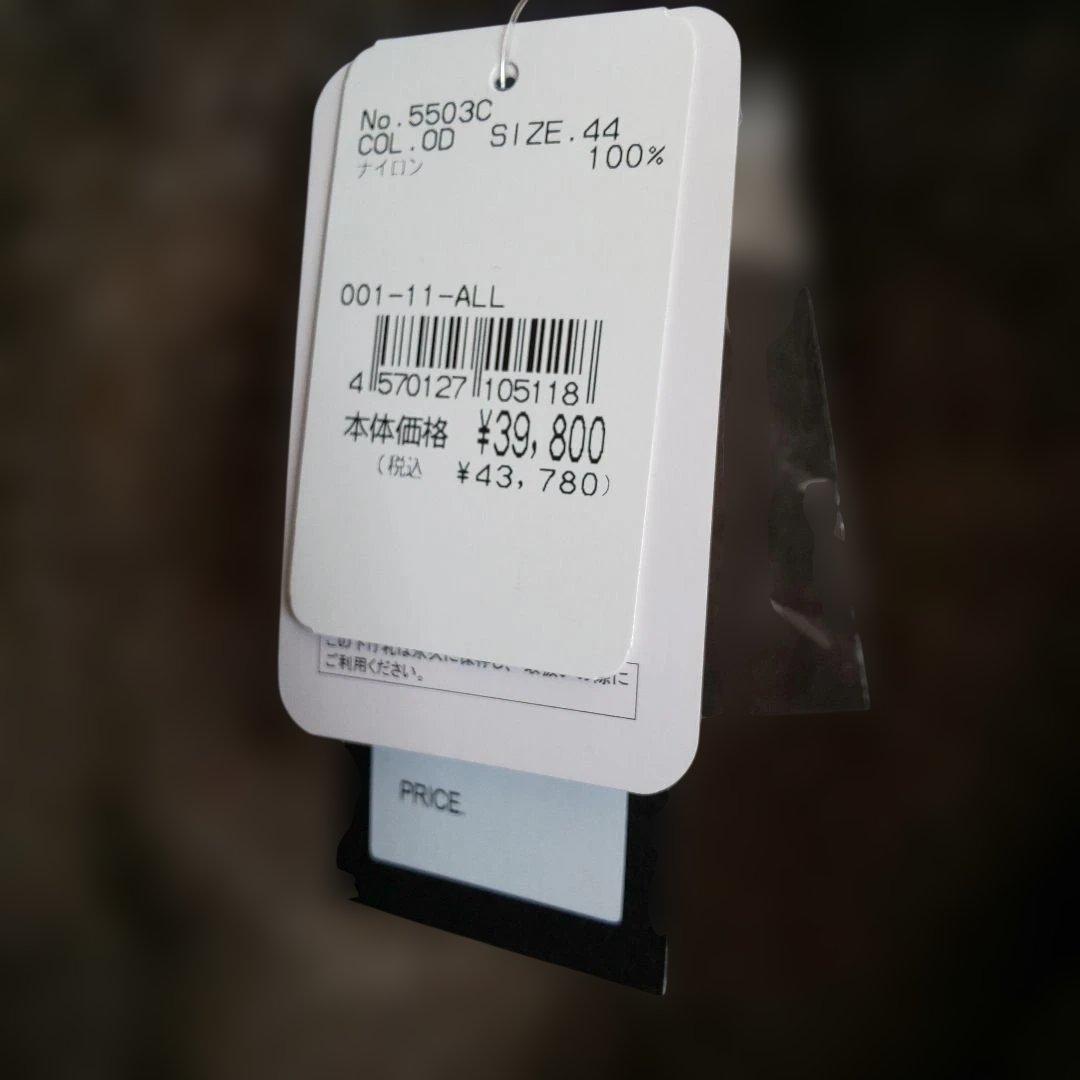 No.5503C
COL.OD SIZE.44
ナイロン 100%
001-11-ALL
4 570127 105118
本体価格 ¥39,800
(税込 ¥43,780)
ご利用ください。
PRICE.